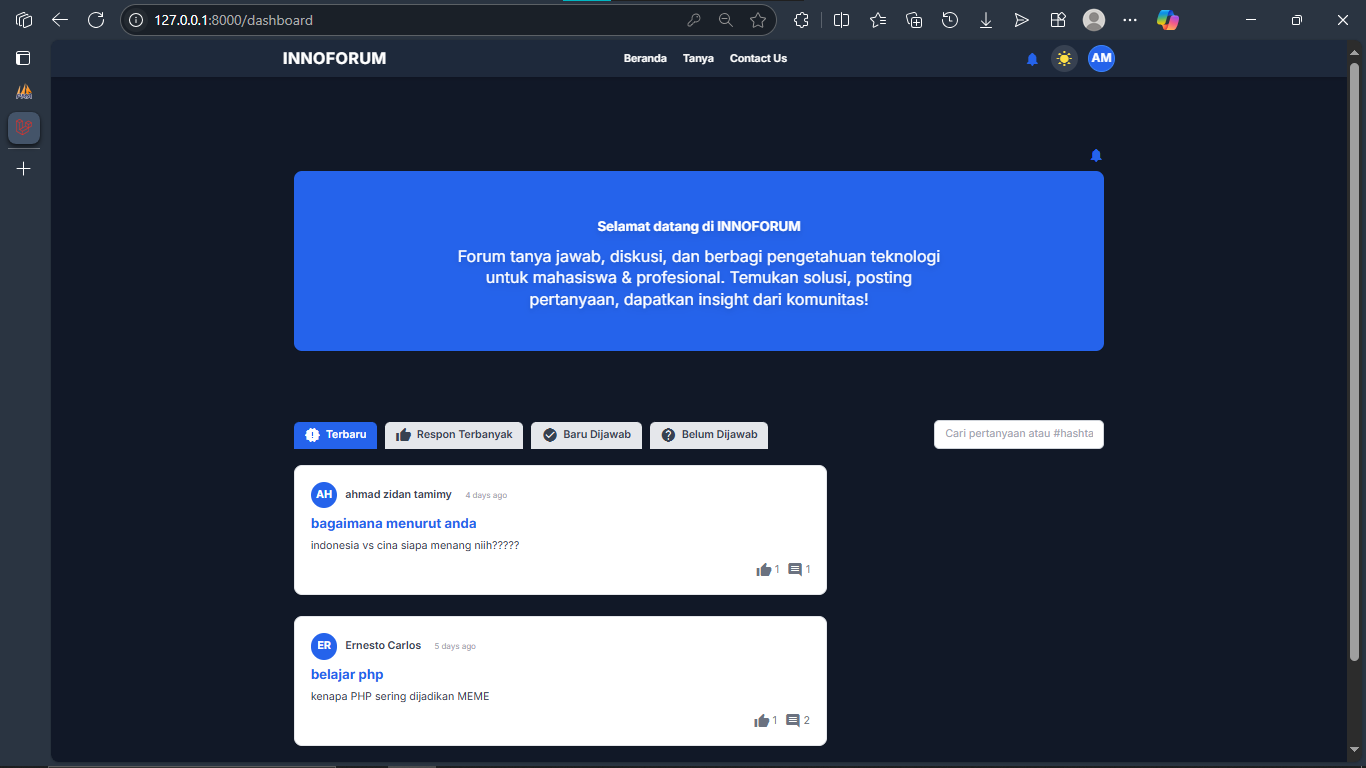 127.0.0.1:8000/dashboard
INNOFORUM
Beranda Tanya Contact Us
AM
Selamat datang di INNOFORUM
Forum tanya jawab, diskusi, dan berbagi pengetahuan teknologi
untuk mahasiswa & profesional. Temukan solusi, posting
pertanyaan, dapatkan insight dari komunitas!
Terbaru Respon Terbanyak Baru Dijawab Belum Dijawab
Cari pertanyaan atau #hashta
AH ahmad zidan tamimy 4 days ago
bagaimana menurut anda
indonesia vs cina siapa menang niih?????
1 1
ER Ernesto Carlos 5 days ago
belajar php
kenapa PHP sering dijadikan MEME
1 2